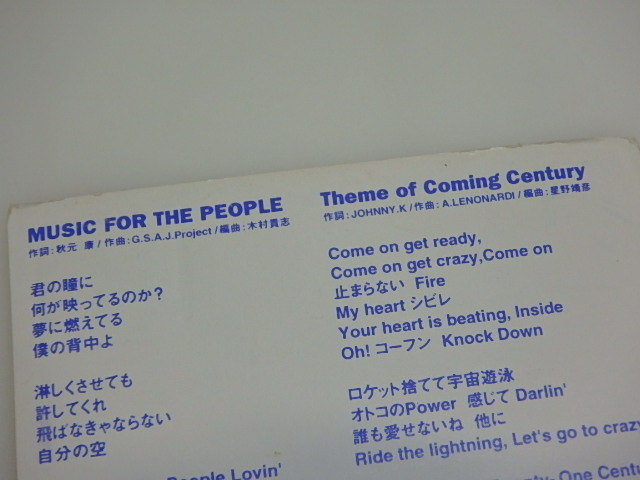 MUSIC FOR THE PEOPLE
作詞:秋元 康/作曲:G.S.A.J.Project/編曲:木村貴志
君の瞳に
何が映ってるのか?
夢に燃えてる
僕の背中よ
淋しくさせても
許してくれ
飛ばなきゃならない
自分の空
People Lovin'
Theme of Coming Century
作詞:JOHNNY.K/作曲:A.LENONARDI/編曲:星野靖彦
Come on get ready,
Come on get crazy,Come on
止まらない Fire
My heart シビレ
Your heart is beating, Inside
Oh! コーフン Knock Down
ロケット捨てて宇宙遊泳
オトコのPower 感じて Darlin'
誰も愛せないね 他に
Ride the lightning, Let's go to crazy
One Centu